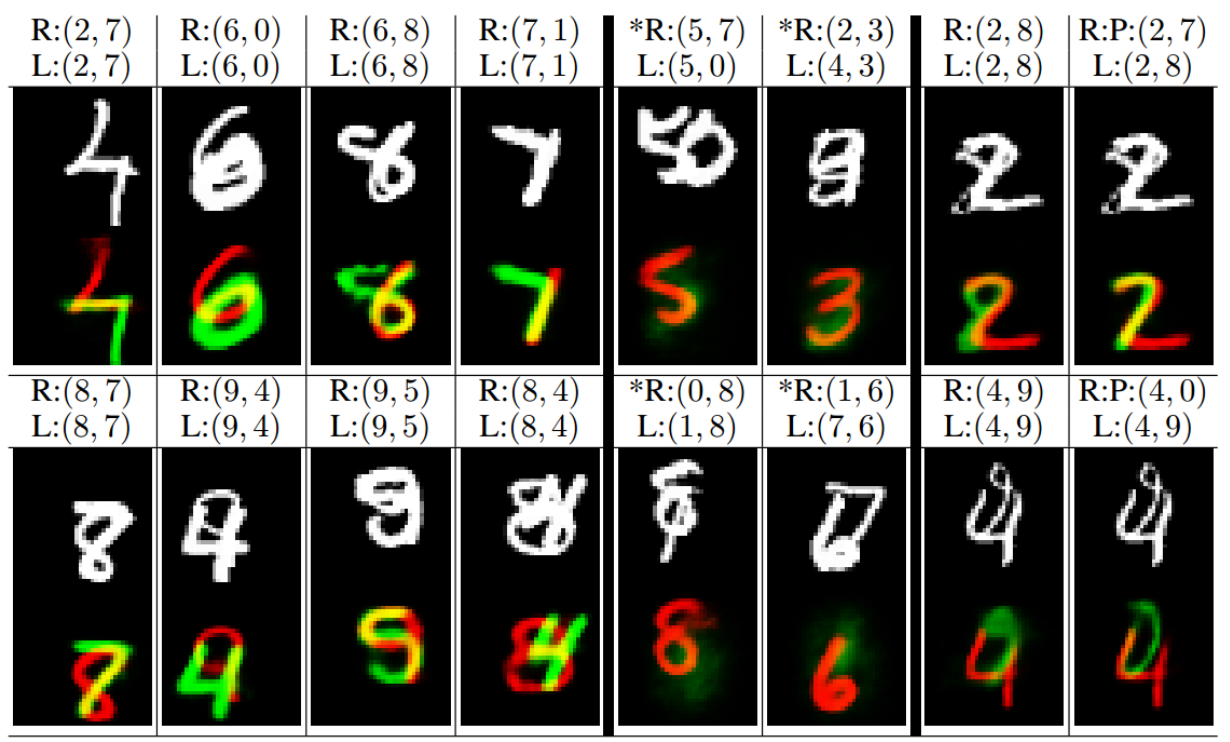 R:(2, 7) R:(6, 0) R:(6, 8) R:(7, 1) *R:(5, 7) *R:(2, 3) R:(2, 8) R:P:(2, 7)
L:(2, 7) L:(6, 0) L:(6, 8) L:(7, 1) L:(5, 0) L:(4, 3) L:(2, 8) L:(2, 8)
R:(8, 7) R:(9, 4) R:(9, 5) R:(8, 4) *R:(0, 8) *R:(1, 6) R:(4, 9) R:P:(4, 0)
L:(8, 7) L:(9, 4) L:(9, 5) L:(8, 4) L:(1, 8) L:(7, 6) L:(4, 9) L:(4, 9)